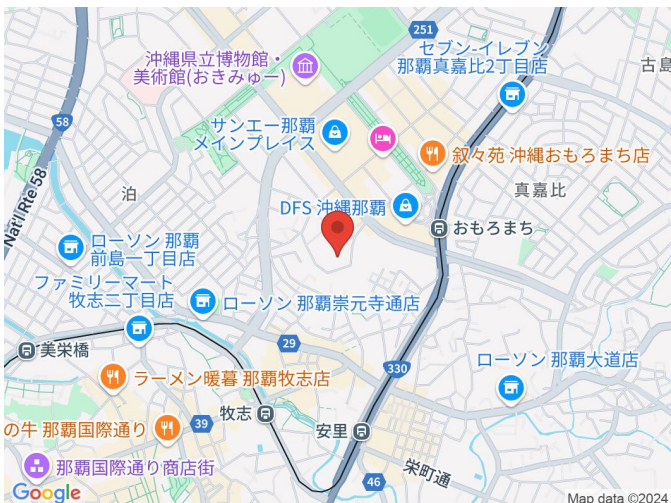 251
セブン-イレブン
那覇真嘉比2丁目店
沖縄県立博物館・
美術館(おきみゅー)
古島
58
サンエー那覇
メインプレイス
叙々苑 沖縄おもろまち店
泊
真嘉比
Nat'l Rte 58
DFS 沖縄那覇
おもろまち
ローソン 那覇
前島一丁目店
ファミリーマート
牧志二丁目店
ローソン 那覇崇元寺通店
29
美栄橋
330
ローソン 那覇大道店
ラーメン暖暮 那覇牧志店
の牛 那覇国際通り
39
牧志
安里
那覇国際通り商店街
栄町通
46
Google
Map data ©2024